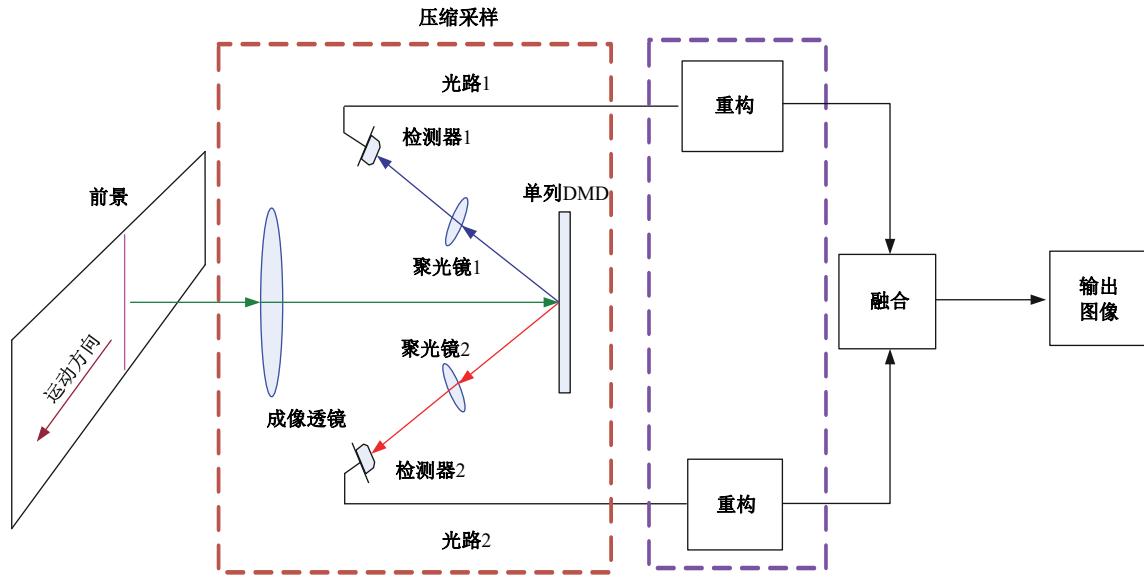 压缩采样
光路1
重构
检测器1
单列DMD
前景
聚光镜1
融合
输出
图像
运动方向
聚光镜2
成像透镜
检测器2
重构
光路2